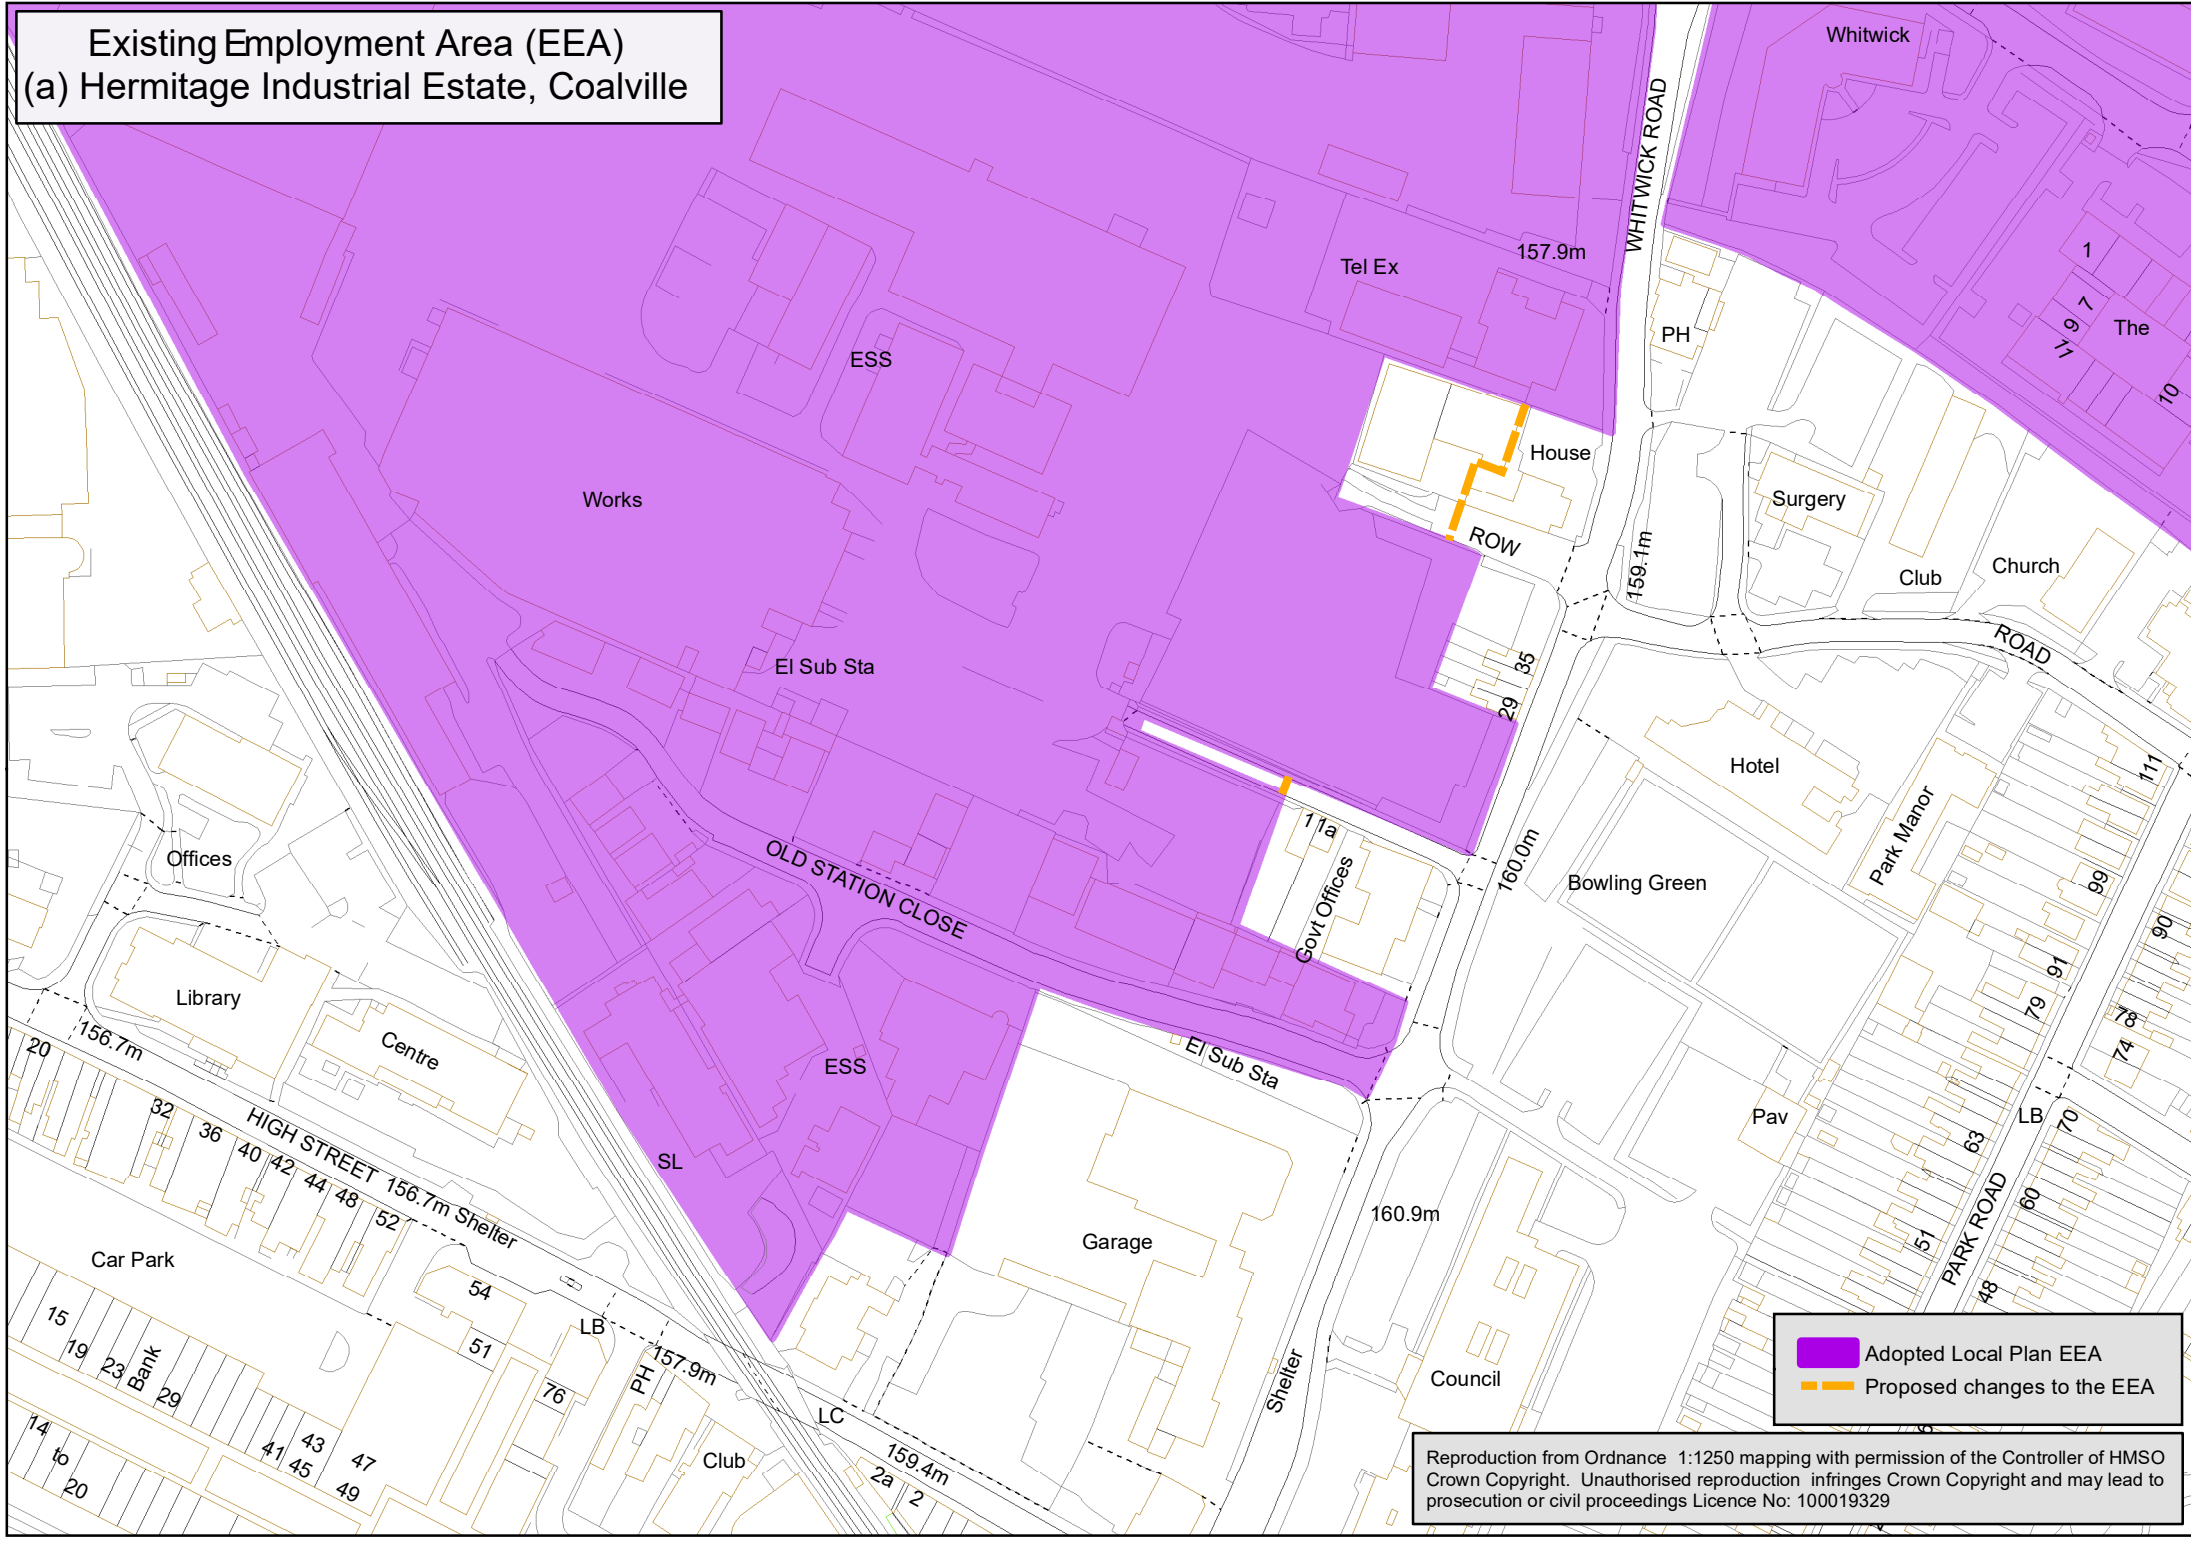 Existing Employment Area (EEA)
(a) Hermitage Industrial Estate, Coalville
Whitwick
WHITWICK ROAD
157.9m
Tel Ex
1
7
9
11
The
10
PH
ESS
House
Works
Surgery
ROW
159.1m
Club
Church
ROAD
El Sub Sta
35
29
Hotel
111
Park Manor
11a
Govt Offices
160.0m
Bowling Green
99
90
OLD STATION CLOSE
Offices
91
79
78
74
Library
156.7m
20
Centre
El Sub Sta
ESS
Pav
LB
70
63
32
36
40
42
44
48
52
HIGH STREET
156.7m
Shelter
SL
60
51
PARK ROAD
48
160.9m
Garage
Car Park
54
51
LB
15
19
23
Bank
29
PH
157.9m
76
Shelter
Council
LC
159.4m
2a
2
Club
14
to
20
41
43
45
47
49
Adopted Local Plan EEA
Proposed changes to the EEA
Reproduction from Ordnance 1:1250 mapping with permission of the Controller of HMSO
Crown Copyright. Unauthorised reproduction infringes Crown Copyright and may lead to
prosecution or civil proceedings Licence No: 100019329